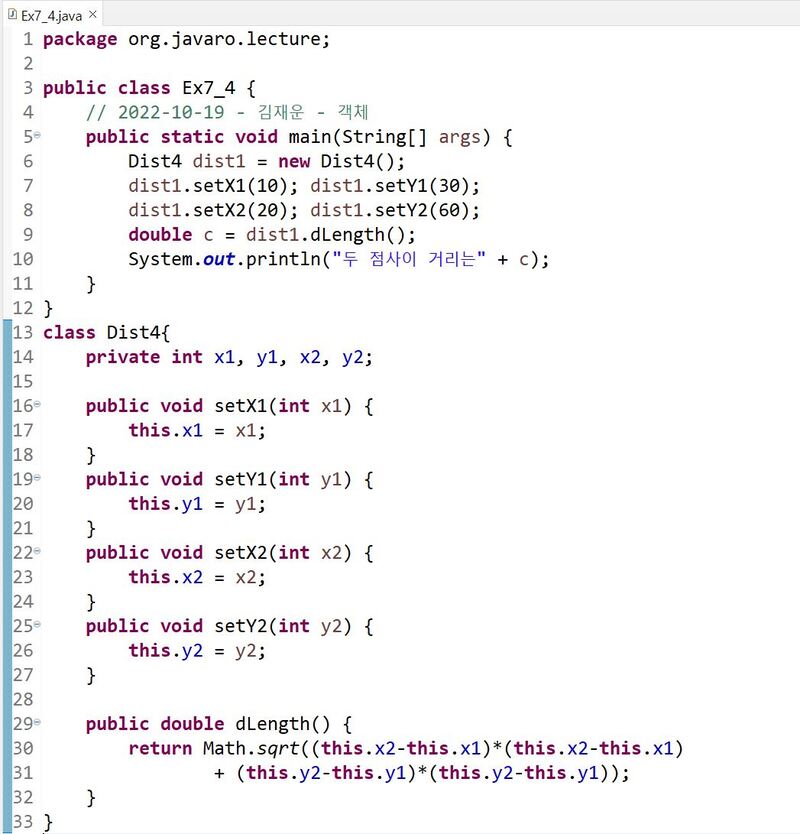 Ex7_4.java
1 package org.javaro.lecture;
2
3 public class Ex7_4 {
4     // 2022-10-19 - 김재운 - 객체
5     public static void main(String[] args) {
6         Dist4 dist1 = new Dist4();
7         dist1.setX1(10); dist1.setY1(30);
8         dist1.setX2(20); dist1.setY2(60);
9         double c = dist1.dLength();
10         System.out.println("두 점사이 거리는" + c);
11     }
12 }
13 class Dist4{
14     private int x1, y1, x2, y2;
15
16     public void setX1(int x1) {
17         this.x1 = x1;
18     }
19     public void setY1(int y1) {
20         this.y1 = y1;
21     }
22     public void setX2(int x2) {
23         this.x2 = x2;
24     }
25     public void setY2(int y2) {
26         this.y2 = y2;
27     }
28
29     public double dLength() {
30         return Math.sqrt((this.x2-this.x1)*(this.x2-this.x1)
31                 + (this.y2-this.y1)*(this.y2-this.y1));
32     }
33 }